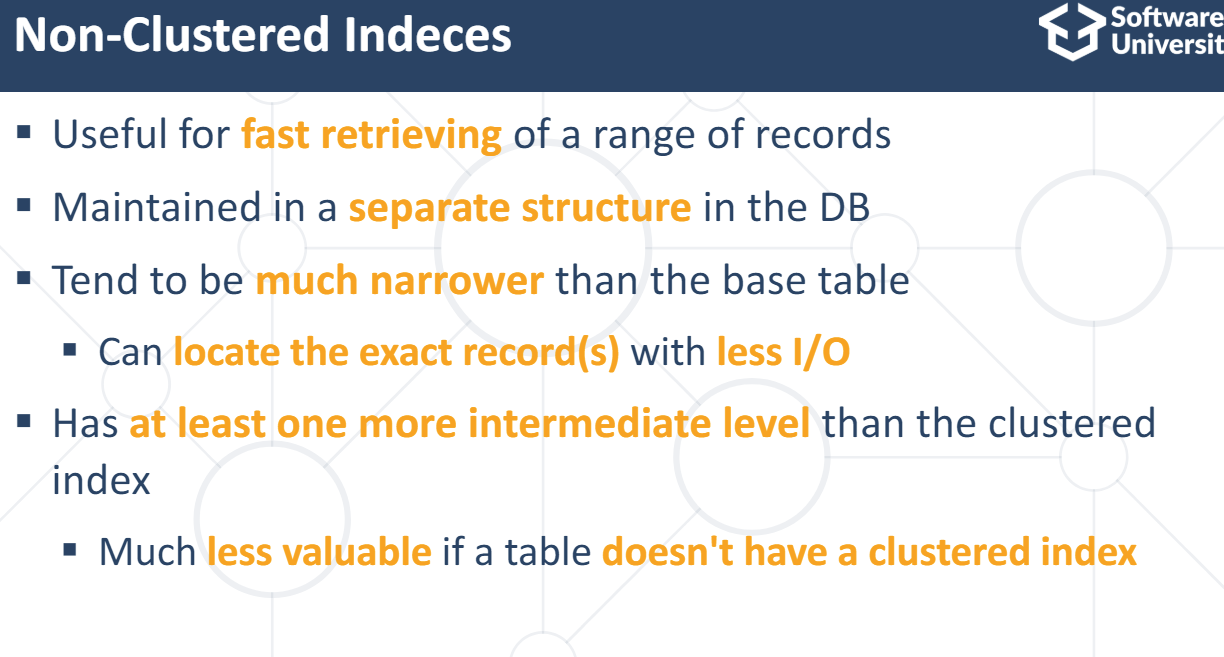 Non-Clustered Indeces
Software
Universit
▪ Useful for fast retrieving of a range of records
▪ Maintained in a separate structure in the DB
▪ Tend to be much narrower than the base table
▪ Can locate the exact record(s) with less I/O
▪ Has at least one more intermediate level than the clustered
index
▪ Much less valuable if a table doesn't have a clustered index